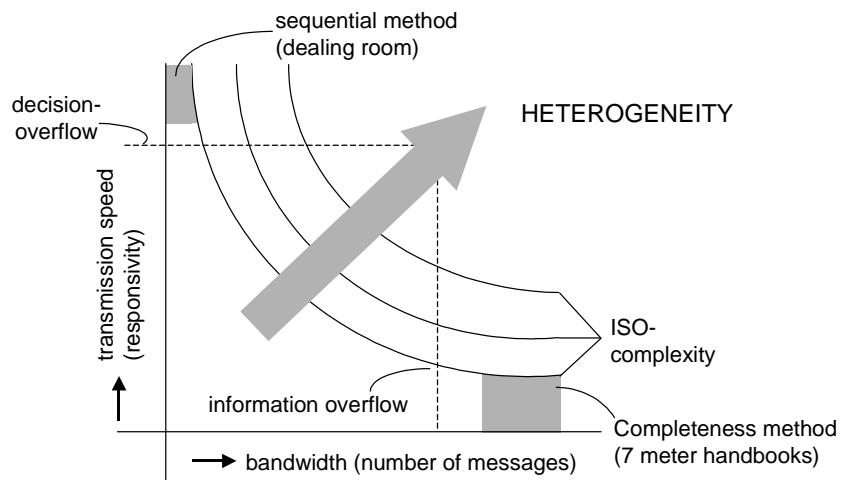 sequential method
(dealing room)
decision-
overflow
HETEROGENEITY
transmission speed
(responsivity)
ISO-
complexity
information overflow
Completeness method
(7 meter handbooks)
bandwidth (number of messages)